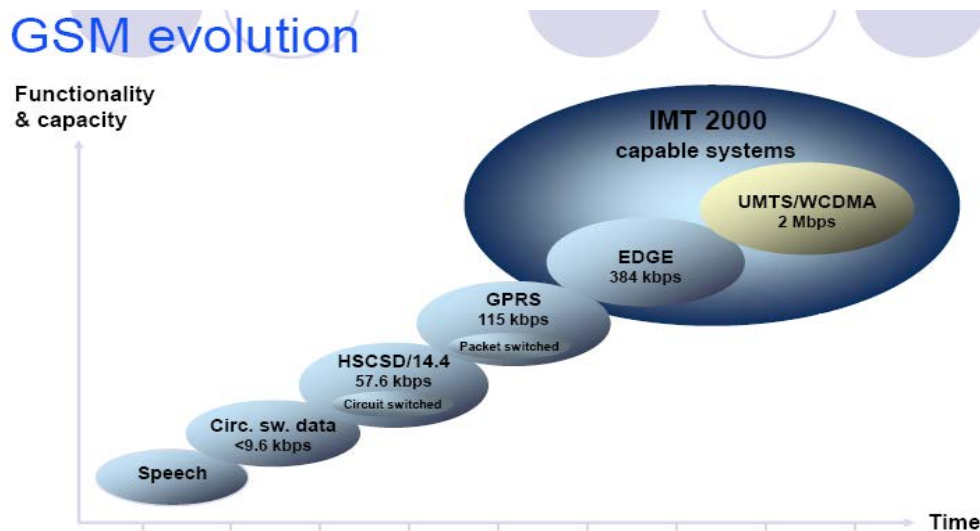 GSM evolution
Functionality
& capacity
IMT 2000
capable systems
UMTS/WCDMA
2 Mbps
EDGE
384 kbps
GPRS
115 kbps
Packet switched
HSCSD/14.4
57.6 kbps
Circuit switched
Circ. sw. data
<9.6 kbps
Speech
Time